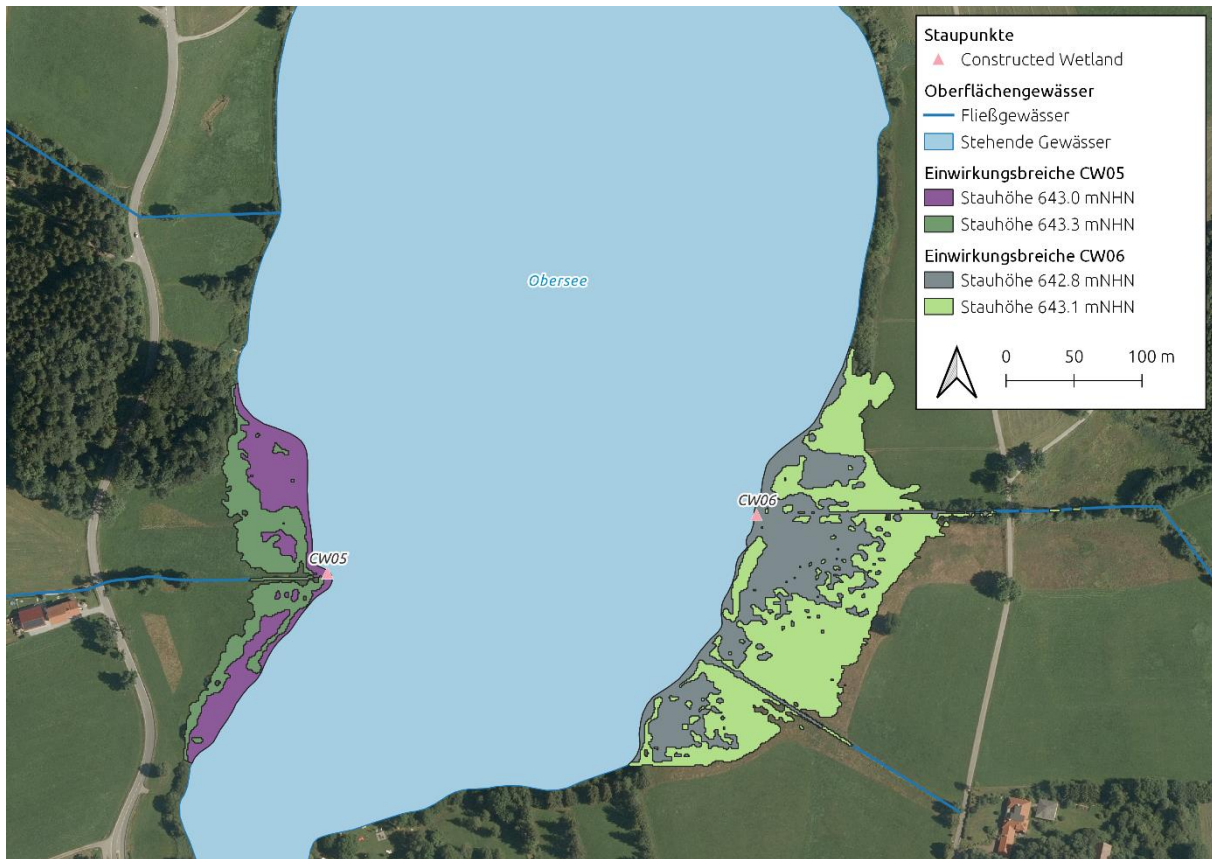 Staupunkte
Constructed Wetland
Oberflächengewässer
Fließgewässer
Stehende Gewässer
Einwirkungsbreiche CW05
Stauhöhe 643.0 mNHN
Stauhöhe 643.3 mNHN
Einwirkungsbreiche CW06
Stauhöhe 642.8 mNHN
Stauhöhe 643.1 mNHN
0 50 100 m
Obersee
CW06
CW05